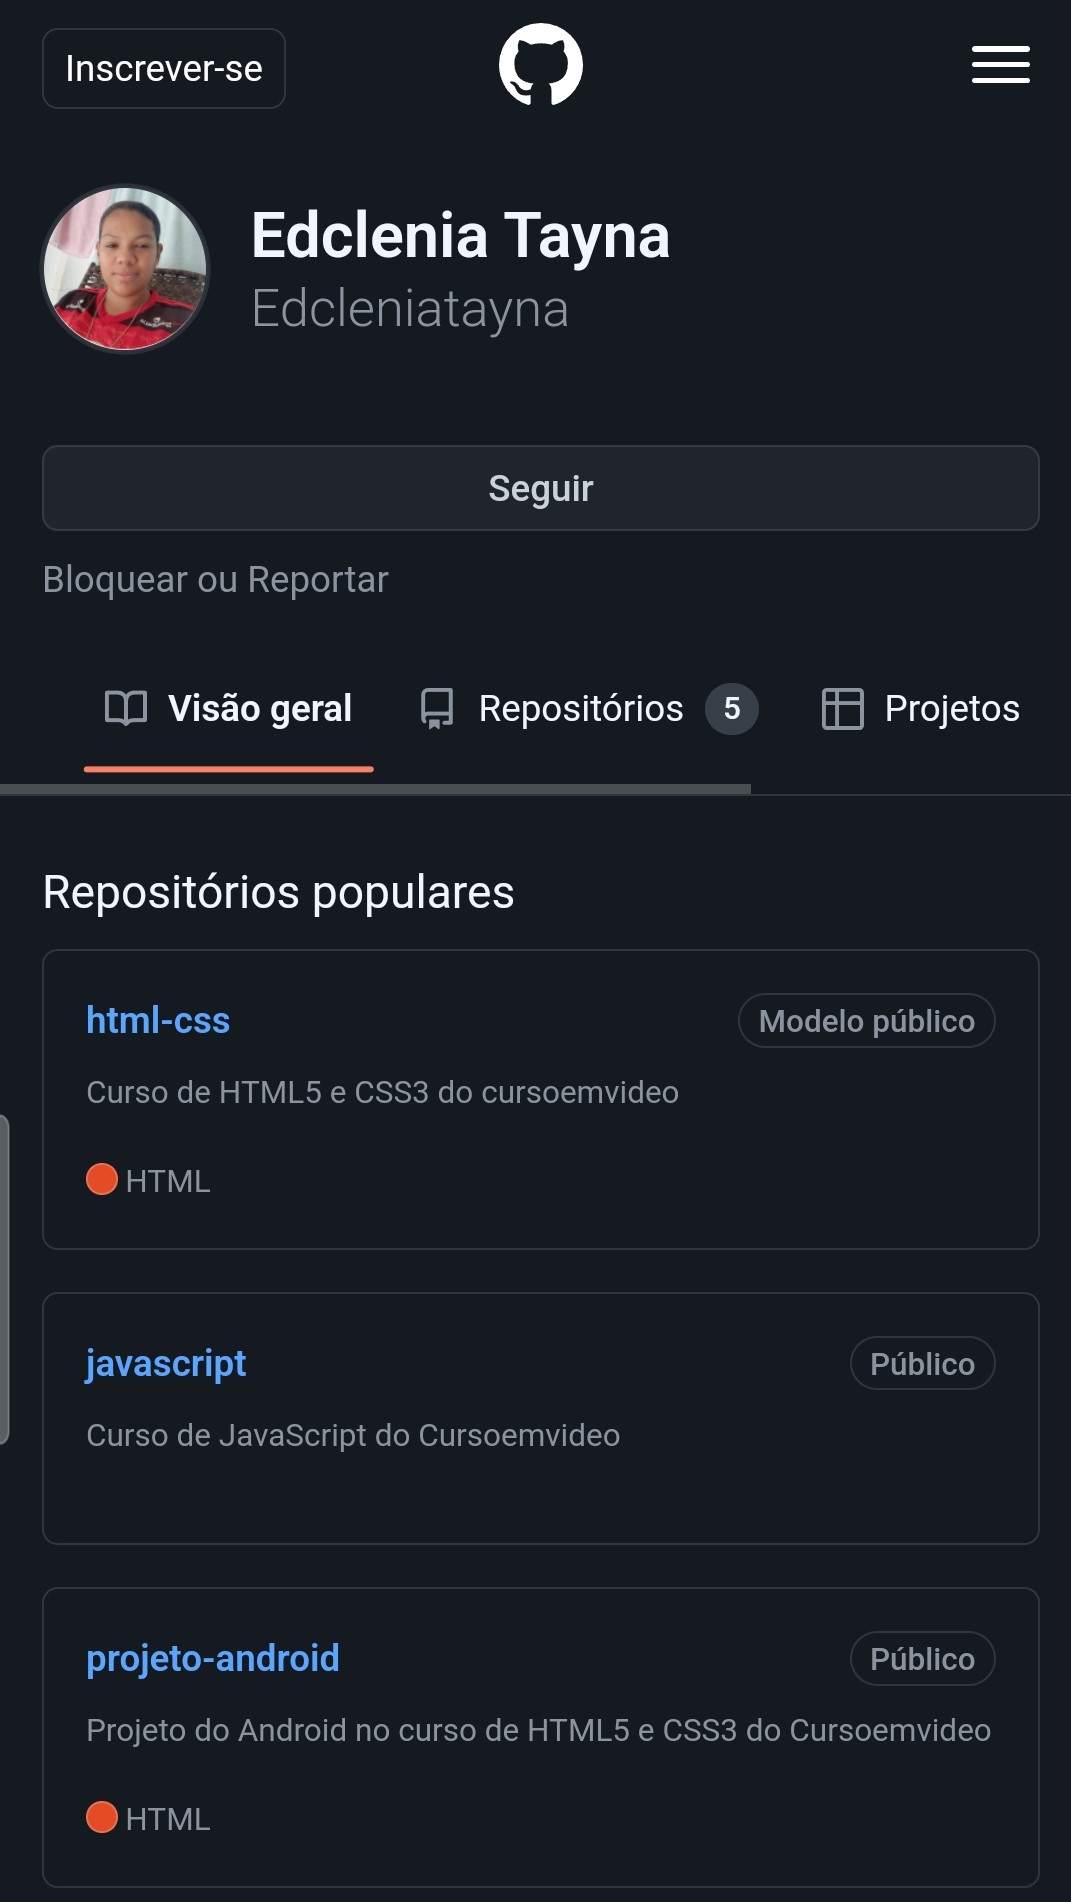 Inscrever-se
Edclenia Tayna
Edcleniatayna
Seguir
Bloquear ou Reportar
Visão geral
Repositórios 5
Projetos
Repositórios populares
html-css
Modelo público
Curso de HTML5 e CSS3 do cursoemvideo
HTML
javascript
Público
Curso de JavaScript do Cursoemvideo
projeto-android
Público
Projeto do Android no curso de HTML5 e CSS3 do Cursoemvideo
HTML